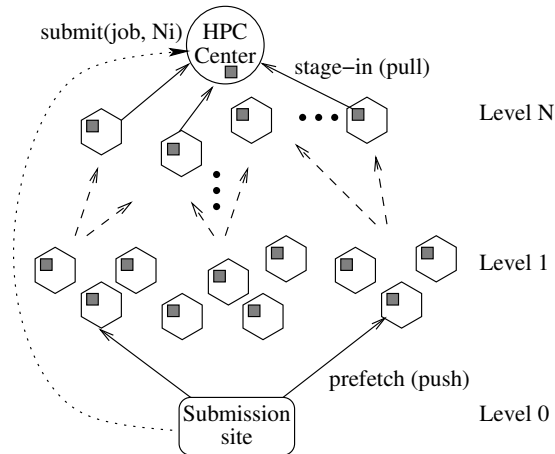 submit(job, Ni)
HPC
Center
stage−in (pull)
Level N
Level 1
prefetch (push)
Submission
site
Level 0